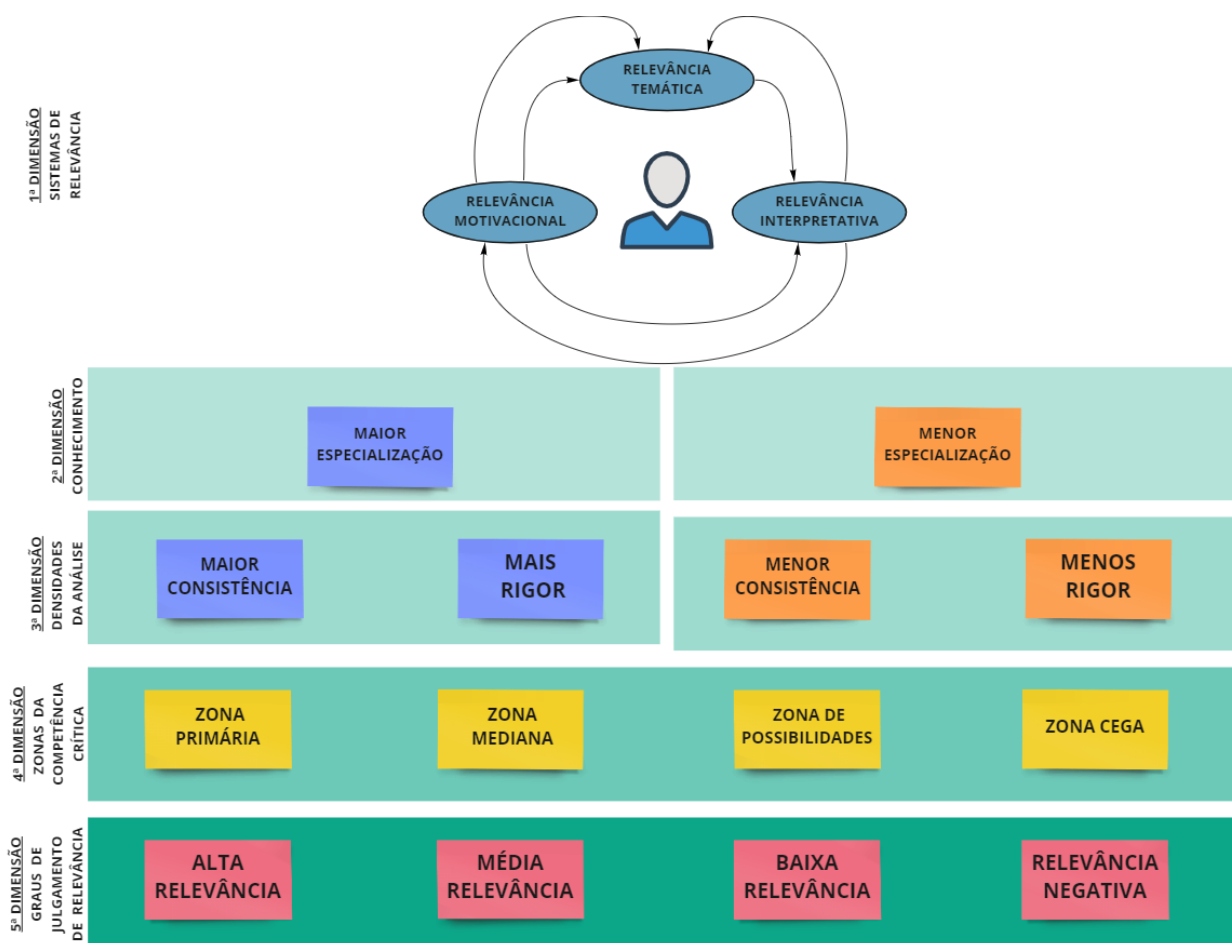 1ª DIMENSÃO
SISTEMAS DE
RELEVÂNCIA
RELEVÂNCIA
TEMÁTICA
RELEVÂNCIA
MOTIVACIONAL
RELEVÂNCIA
INTERPRETATIVA
2ª DIMENSÃO
CONHECIMENTO
MAIOR
ESPECIALIZAÇÃO
MENOR
ESPECIALIZAÇÃO
3ª DIMENSÃO
DENSIDADES
DA ANÁLISE
MAIOR
CONSISTÊNCIA
MAIS
RIGOR
MENOR
CONSISTÊNCIA
MENOS
RIGOR
4ª DIMENSÃO
ZONAS DA
COMPETÊNCIA
CRÍTICA
ZONA
PRIMÁRIA
ZONA
MEDIANA
ZONA DE
POSSIBILIDADES
ZONA CEGA
5ª DIMENSÃO
GRAUS DE
JULGAMENTO
DE RELEVÂNCIA
ALTA
RELEVÂNCIA
MÉDIA
RELEVÂNCIA
BAIXA
RELEVÂNCIA
RELEVÂNCIA
NEGATIVA